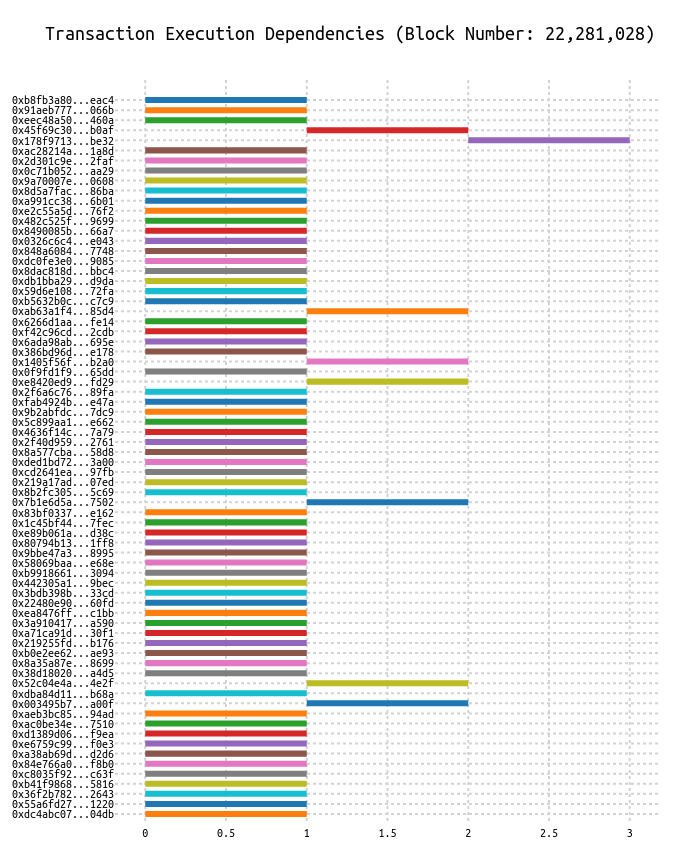 Transaction Execution Dependencies (Block Number: 22,281,028)
0xb8fb3a80...eac4
0x91aeb777...066b
0xeec48a50...460a
0x45f69c30...b0af
0x178f9713...be32
0xac28214a...1a8d
0x2d301c9e...2faf
0x0c71b052...aa29
0x9a70007e...0608
0x8d5a7fac...86ba
0xa991cc38...6b01
0xe2c55a5d...76f2
0x482c525f...9699
0x8490085b...66a7
0x0326c6c4...e043
0x848a6084...7748
0xdc0fe3e0...9085
0x8dac818d...bbc4
0xdb1bba29...d9da
0x59d6e108...72fa
0xb5632b0c...c7c9
0xab63a1f4...85d4
0x6266d1aa...fe14
0xf42c96cd...2cdb
0x6ada98ab...695e
0x386bd96d...e178
0x1405f56f...b2a0
0x0f9fd1f9...65dd
0xe8420ed9...fd29
0x2f6a6c76...89fa
0xfab4924b...e47a
0x9b2abfdc...7dc9
0x5c899aa1...e662
0x4636f14c...7a79
0x2f40d959...2761
0x8a577cba...58d8
0xded1bd72...3a00
0xcd2641ea...97fb
0x219a17ad...07ed
0x8b2fc305...5c69
0x7b1e6d5a...7502
0x83bf0337...e162
0x1c45bf44...7fec
0xe89b061a...d38c
0x80794b13...1ff8
0x9bbe47a3...8995
0x58069baa...e68e
0xb9918661...3094
0x442305a1...9bec
0x3bdb398b...33cd
0x22480e90...60fd
0xea8476ff...c1bb
0x3a910417...a590
0xa71ca91d...30f1
0x219255fd...b176
0xb0e2ee62...ae93
0x8a35a87e...8699
0x38d18020...a4d5
0x52c04e4a...4e2f
0xdba84d11...b68a
0x003495b7...a00f
0xaeb3bc85...94ad
0xac0be34e...7510
0xd1389d06...f9ea
0xe6759c99...f0e3
0xa38ab69d...d2d6
0x84e766a0...f8b0
0xc8035f92...c63f
0xb41f9868...5816
0x36f2b782...2643
0x55a6fd27...1220
0xdc4abc07...04db
0 0.5 1 1.5 2 2.5 3